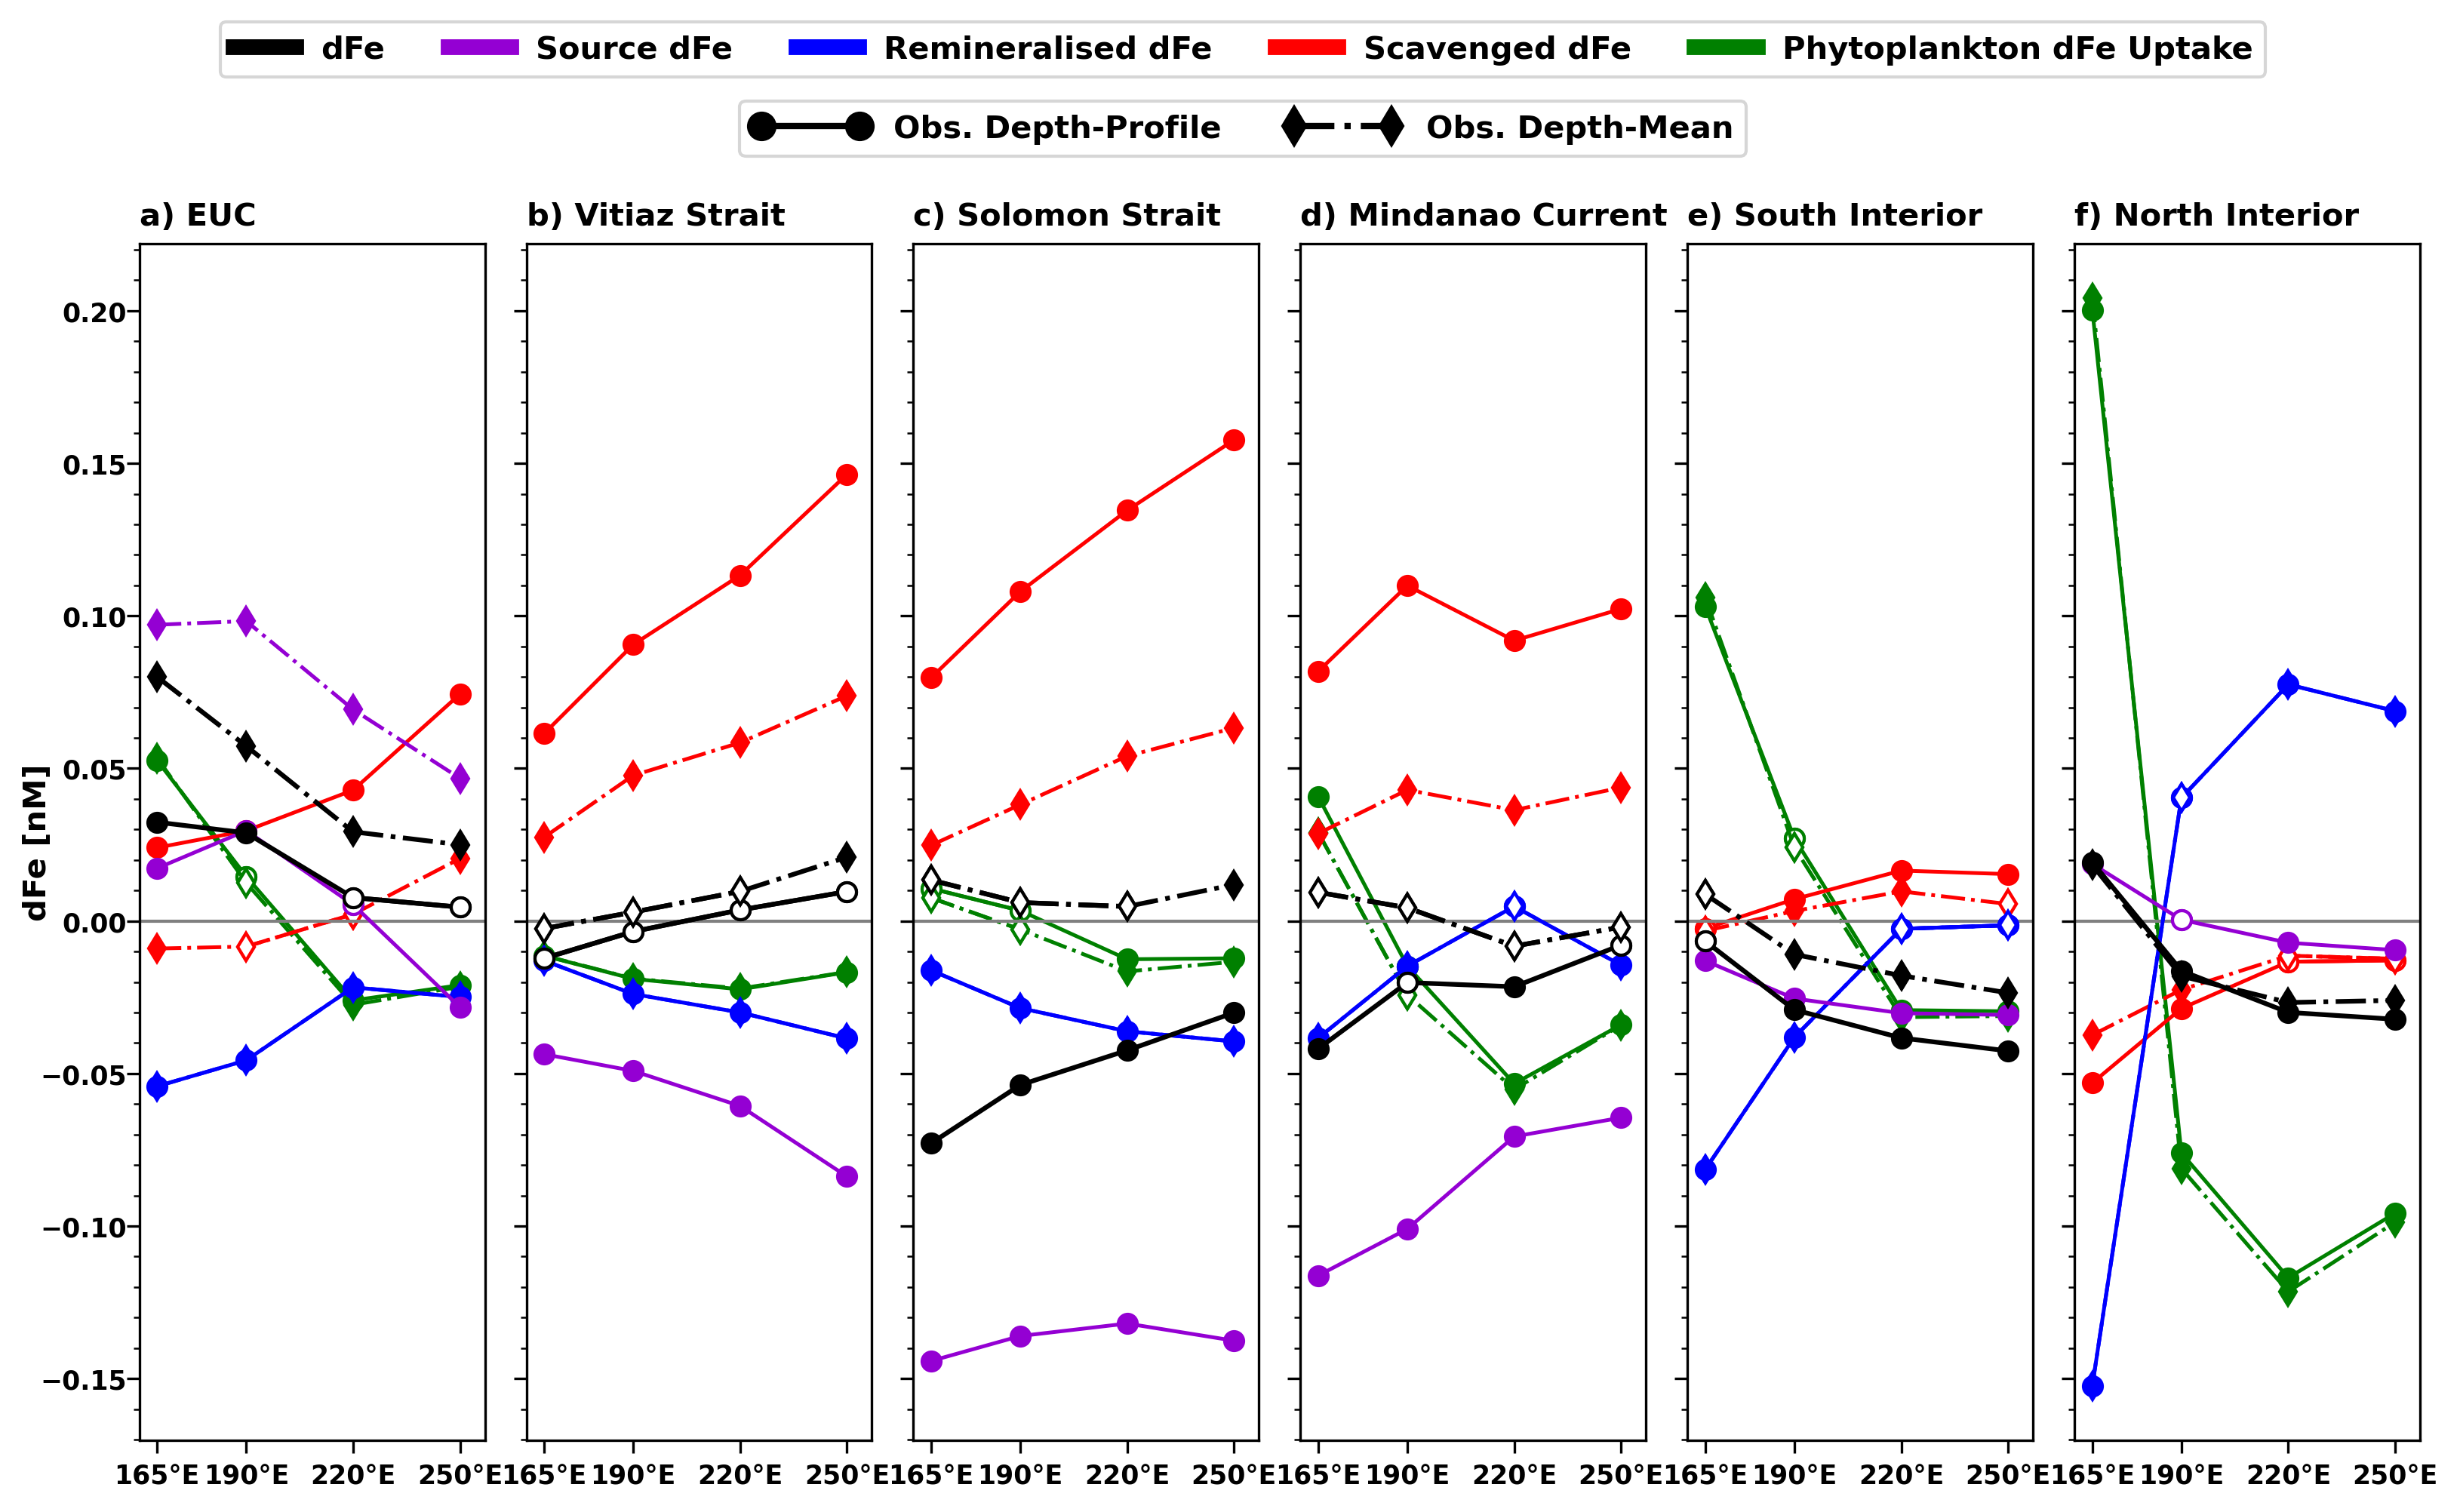 dFe Source dFe Remineralised dFe Scavenged dFe Phytoplankton dFe Uptake
Obs. Depth-Profile Obs. Depth-Mean
a) EUC b) Vitiaz Strait c) Solomon Strait d) Mindanao Current e) South Interior f) North Interior
dFe [nM]
0.20
0.15
0.10
0.05
0.00
−0.05
−0.10
−0.15
165°E 190°E 220°E 250°E 165°E 190°E 220°E 250°E 165°E 190°E 220°E 250°E 165°E 190°E 220°E 250°E 165°E 190°E 220°E 250°E 165°E 190°E 220°E 250°E